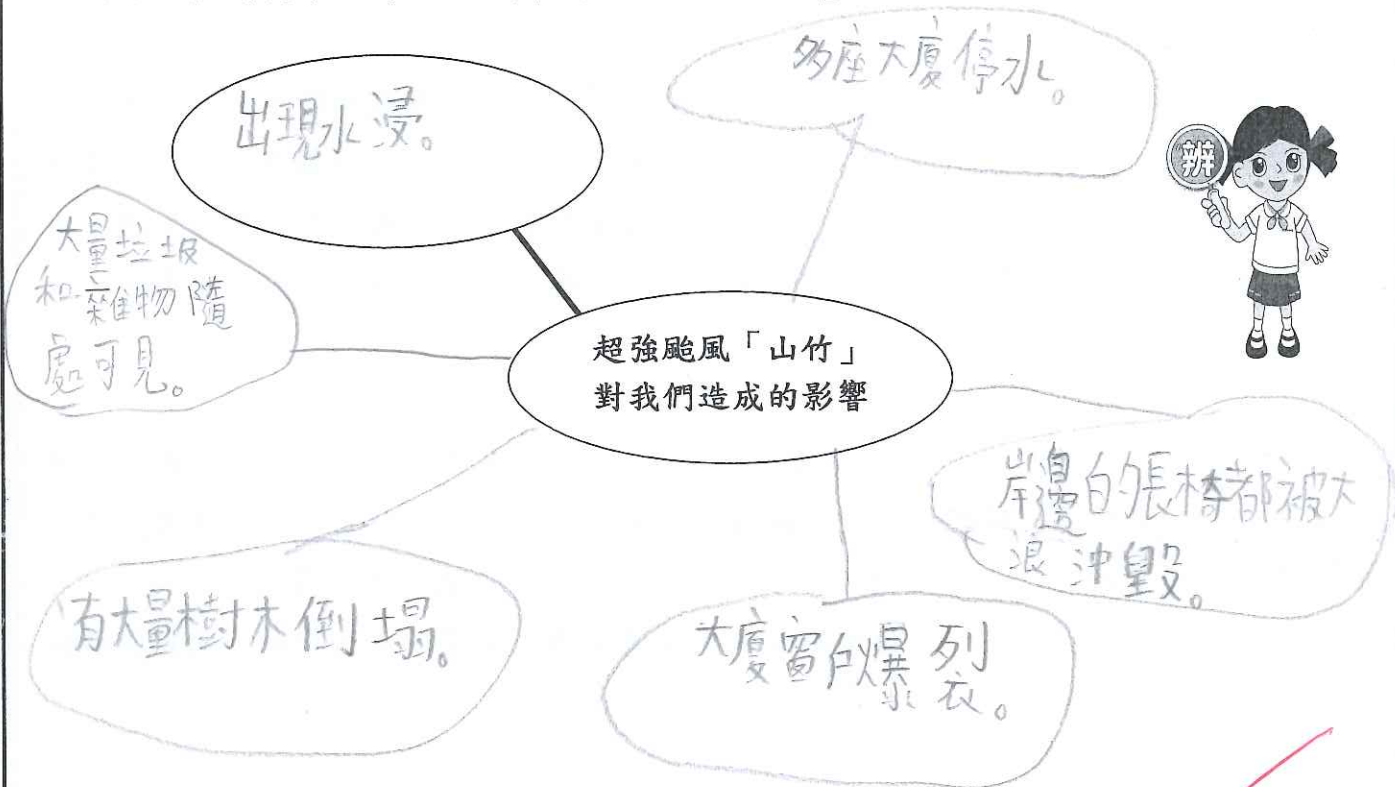 多座大廈停水。
出現水浸。
辨
大量垃圾
和雜物隨
處可見。
超強颱風「山竹」
對我們造成的影響
岸邊的長椅都被大
浪沖毀。
有大量樹木倒塌。
大廈窗戶爆裂。